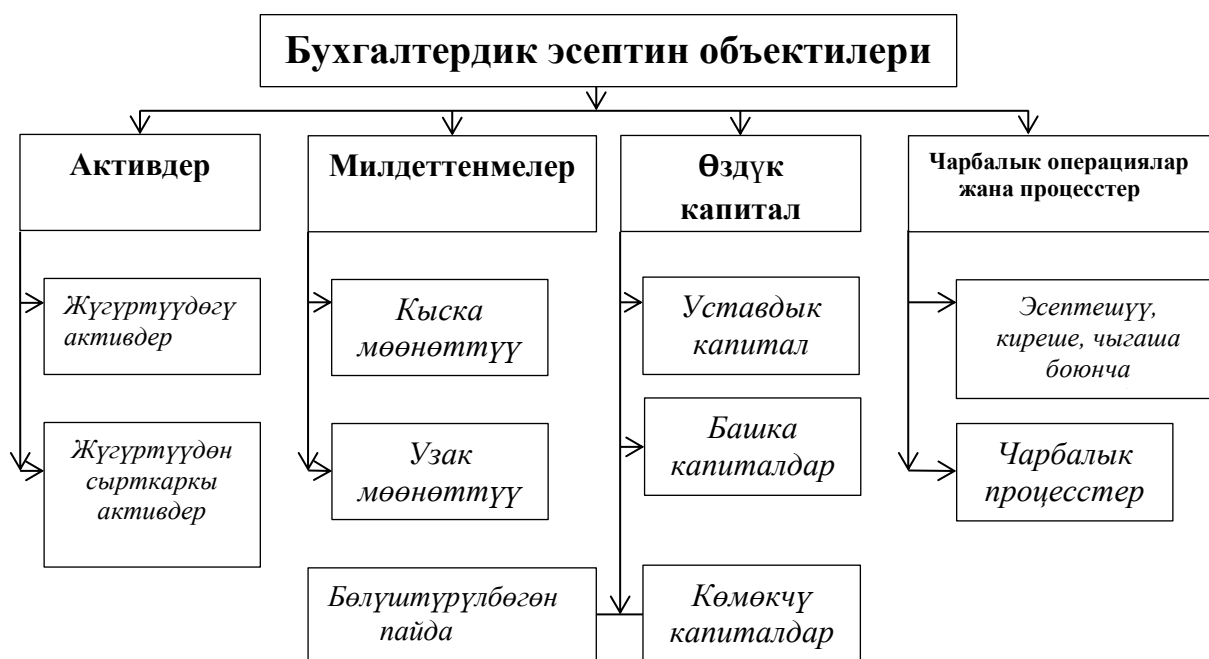 Бухгалтердик эсептин объектилери
Активдер
Милдеттенмелер
Өздүк
капитал
Чарбалык операциялар
жана процесстер
Жүгүртүүдөгү
активдер
Кыска
мөөнөттүү
Уставдык
капитал
Эсептешүү,
киреше, чыгаша
боюнча
Жүгүртүүдөн
сырткаркы
активдер
Узак
мөөнөттүү
Башка
капиталдар
Чарбалык
процесстер
Бөлүштүрүлбөгөн
пайда
Көмөкчү
капиталдар